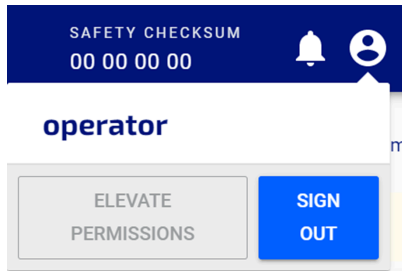 SAFETY CHECKSUM
00 00 00 00
operator
m
ELEVATE
PERMISSIONS
SIGN
OUT